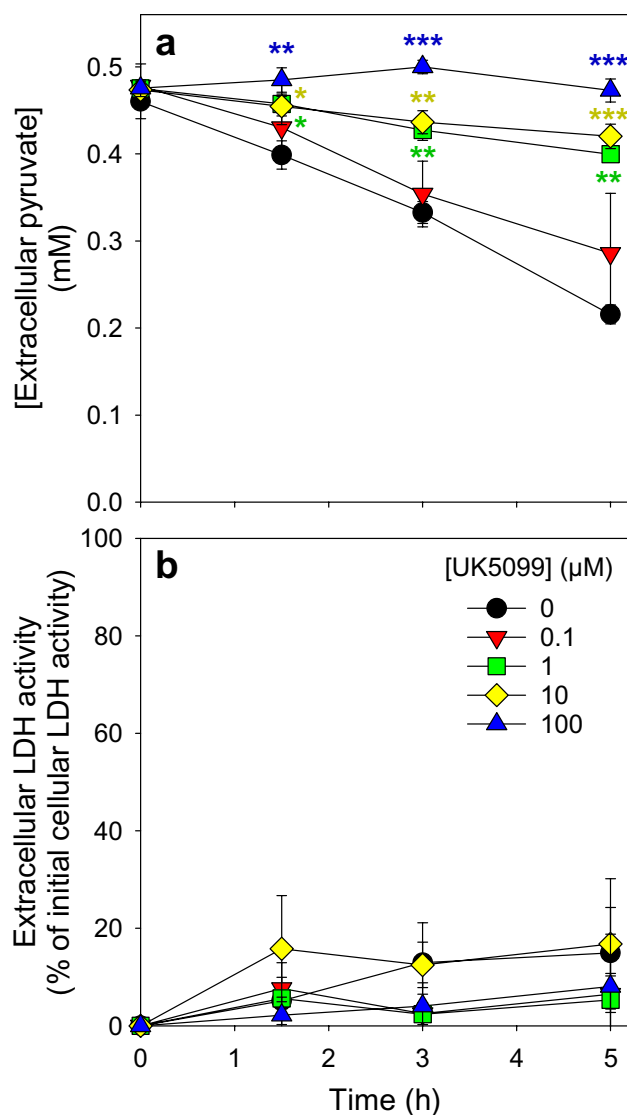 a
[Extracellular pyruvate]
(mM)
0.5
0.4
0.3
0.2
0.1
0.0
**
***
***
*
**
***
*
**
**
b
Extracellular LDH activity
(% of initial cellular LDH activity)
100
80
60
40
20
0
[UK5099] (µM)
0
0.1
1
10
100
0 1 2 3 4 5
Time (h)